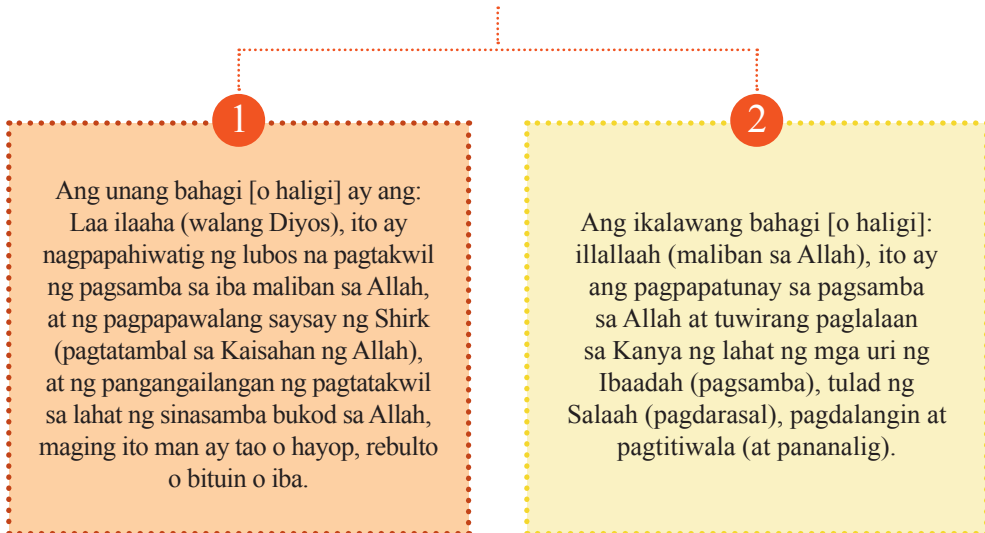 1
Ang unang bahagi [o haligi] ay ang:
Laa ilaaha (walang Diyos), ito ay
nagpapahiwatig ng lubos na pagtakwil
ng pagsamba sa iba maliban sa Allah,
at ng pagpapawalang saysay ng Shirk
(pagtatambal sa Kaisahan ng Allah),
at ng pangangailangan ng pagtatakwil
sa lahat ng sinasamba bukod sa Allah,
maging ito man ay tao o hayop, rebulto
o bituin o iba.
2
Ang ikalawang bahagi [o haligi]:
illallaah (maliban sa Allah), ito ay
ang pagpapatunay sa pagsamba
sa Allah at tuwirang paglalaan
sa Kanya ng lahat ng mga uri ng
Ibaadah (pagsamba), tulad ng
Salaah (pagdarasal), pagdalangin at
pagtitiwala (at pananalig).